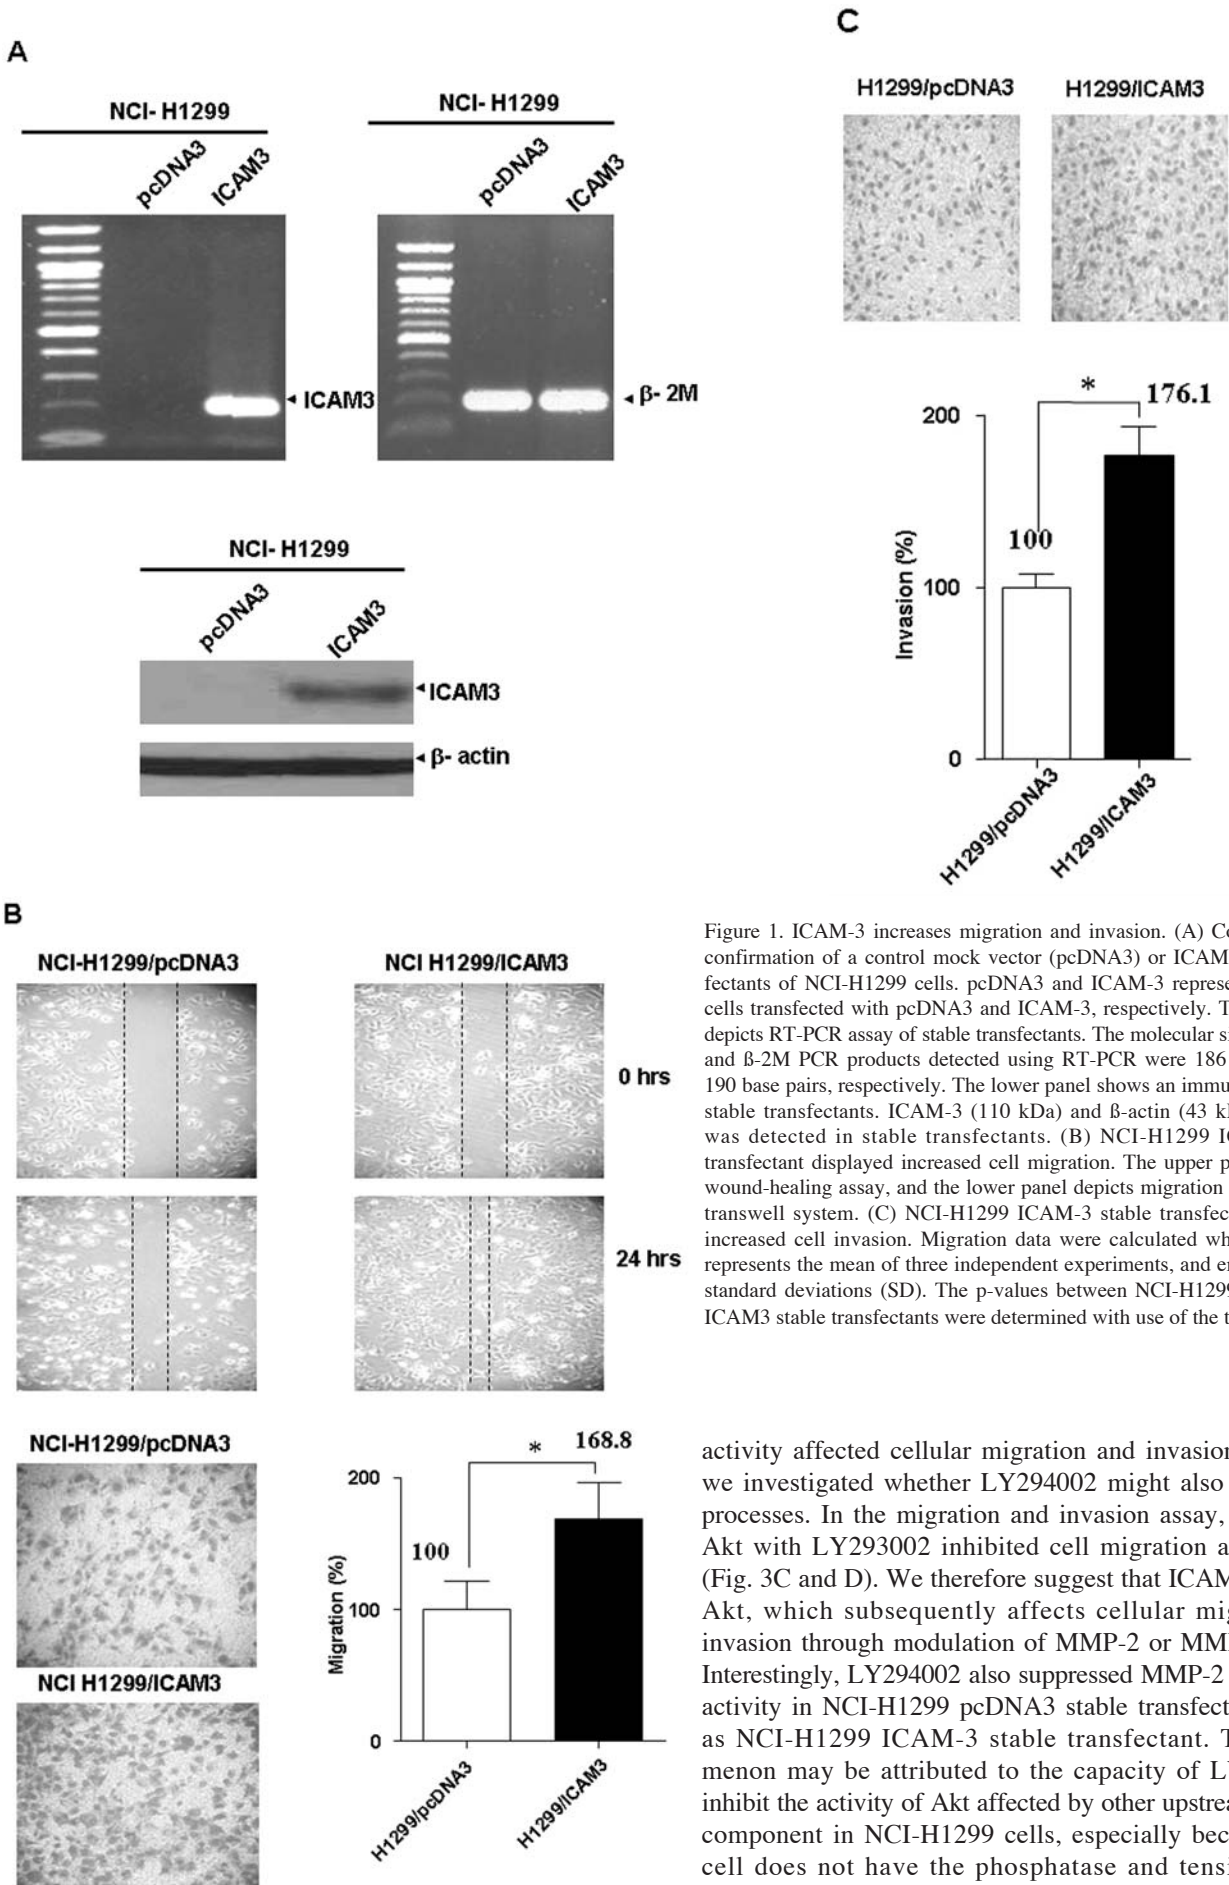 A
NCI- H1299
pcDNA3
ICAM3
ICAM3
NCI- H1299
pcDNA3
ICAM3
β- 2M
NCI- H1299
pcDNA3
ICAM3
ICAM3
β- actin
C
H1299/pcDNA3
H1299/ICAM3
*
176.1
200
100
100
0
Invasion (%)
H1299/pcDNA3
H1299/ICAM3
B
NCI-H1299/pcDNA3
NCI H1299/ICAM3
0 hrs
24 hrs
NCI-H1299/pcDNA3
NCI H1299/ICAM3
*
168.8
200
100
100
0
Migration (%)
H1299/pcDNA3
H1299/ICAM3
Figure 1. ICAM-3 increases migration and invasion. (A) Co
confirmation of a control mock vector (pcDNA3) or ICAM
fectants of NCI-H1299 cells. pcDNA3 and ICAM-3 represe
cells transfected with pcDNA3 and ICAM-3, respectively. T
depicts RT-PCR assay of stable transfectants. The molecular si
and ß-2M PCR products detected using RT-PCR were 186
190 base pairs, respectively. The lower panel shows an immu
stable transfectants. ICAM-3 (110 kDa) and ß-actin (43 k
was detected in stable transfectants. (B) NCI-H1299 IC
transfectant displayed increased cell migration. The upper p
wound-healing assay, and the lower panel depicts migration
transwell system. (C) NCI-H1299 ICAM-3 stable transfec
increased cell invasion. Migration data were calculated wh
represents the mean of three independent experiments, and er
standard deviations (SD). The p-values between NCI-H1299
ICAM3 stable transfectants were determined with use of the t
activity affected cellular migration and invasion
we investigated whether LY294002 might also
processes. In the migration and invasion assay,
Akt with LY293002 inhibited cell migration a
(Fig. 3C and D). We therefore suggest that ICAM
Akt, which subsequently affects cellular mig
invasion through modulation of MMP-2 or MM
Interestingly, LY294002 also suppressed MMP-2
activity in NCI-H1299 pcDNA3 stable transfect
as NCI-H1299 ICAM-3 stable transfectant. T
menon may be attributed to the capacity of LY
inhibit the activity of Akt affected by other upstrea
component in NCI-H1299 cells, especially bec
cell does not have the phosphatase and tensi